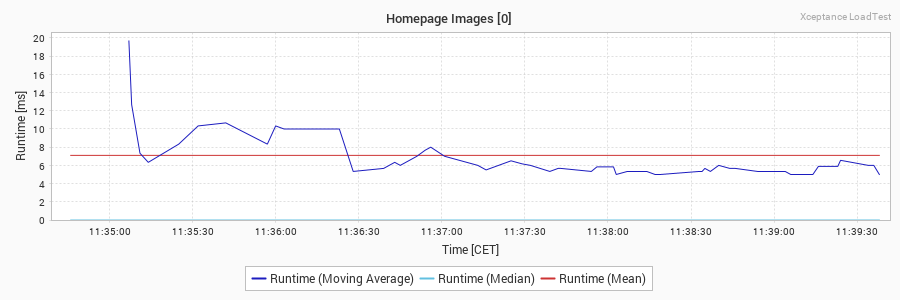 Homepage Images [0]
Xceptance LoadTest
Runtime [ms]
20
18
16
14
12
10
8
6
4
2
0
11:35:00 11:35:30 11:36:00 11:36:30 11:37:00 11:37:30 11:38:00 11:38:30 11:39:00 11:39:30
Time [CET]
Runtime (Moving Average) Runtime (Median) Runtime (Mean)